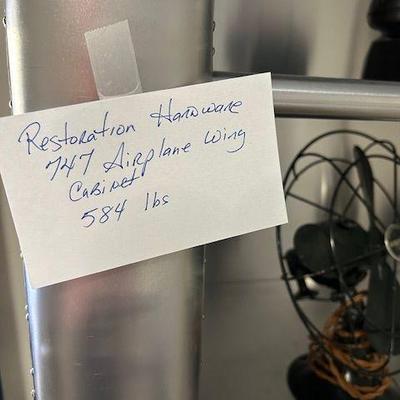 Restoration Hardware
747 Airplane Wing
Cabinet
584 lbs